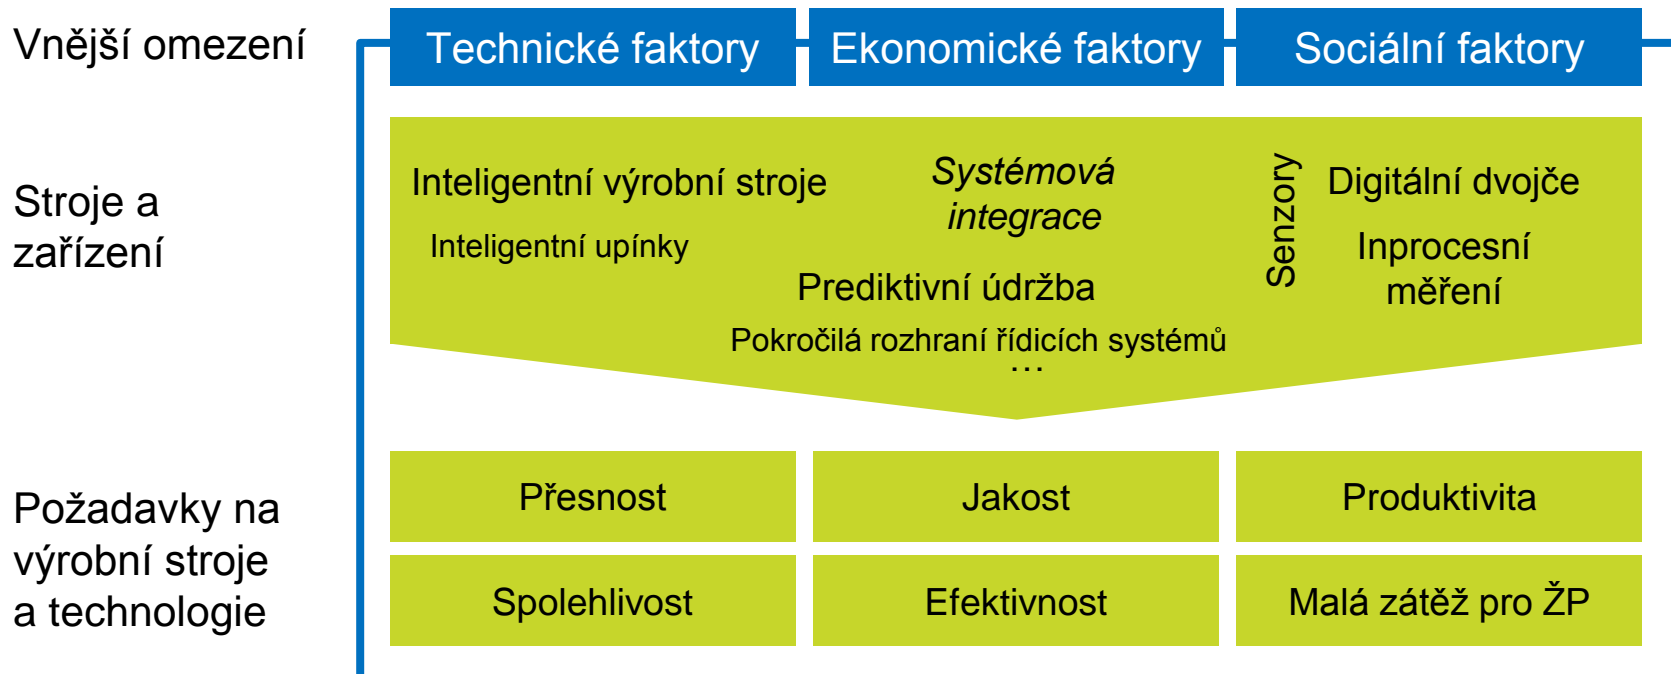 Vnější omezení
Technické faktory
Ekonomické faktory
Sociální faktory
Stroje a
zařízení
Inteligentní výrobní stroje
Inteligentní upínky
Systémová
integrace
Prediktivní údržba
Pokročilá rozhraní řídicích systémů
...
Senzory
Digitální dvojče
Inprocesní
měření
Požadavky na
výrobní stroje
a technologie
Přesnost
Jakost
Produktivita
Spolehlivost
Efektivnost
Malá zátěž pro ŽP